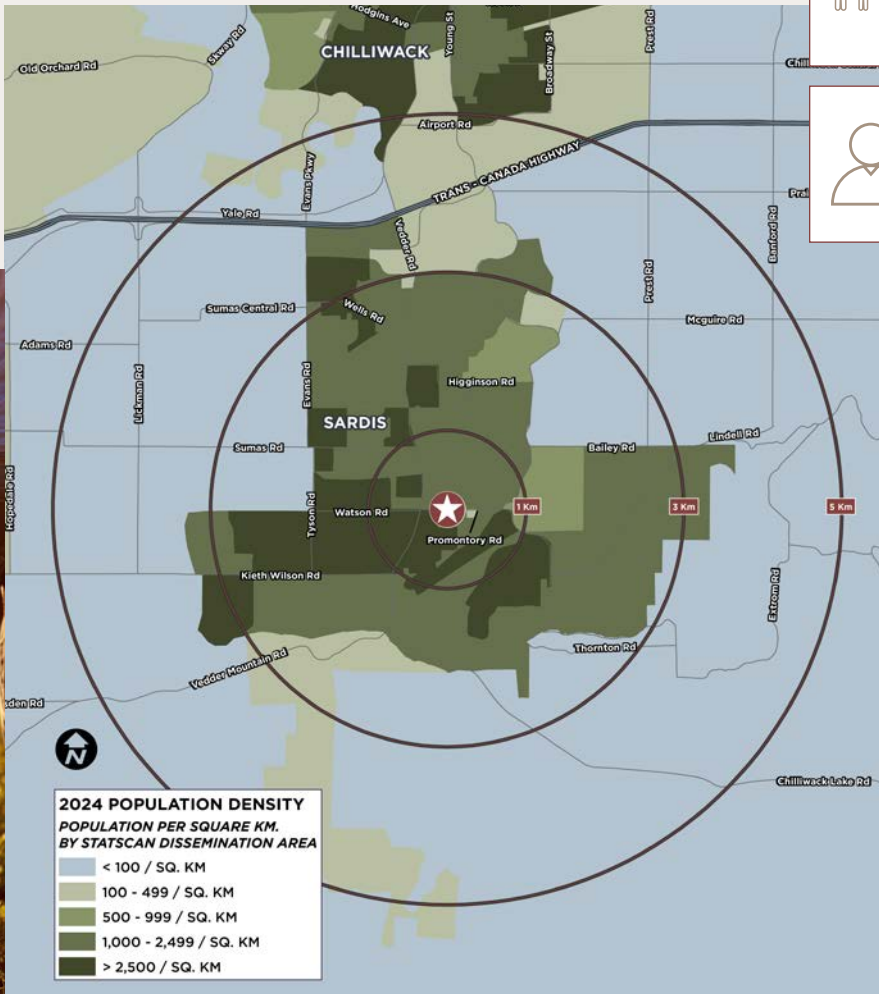 Hodgins Ave
CHILLIWACK
Young St
Broadway St
Prest Rd
Skway Rd
Old Orchard Rd
Airport Rd
TRANS - CANADA HIGHWAY
Evans Pkwy
Yale Rd
Vedder Rd
Banford Rd
Prest Rd
Sumas Central Rd
Wells Rd
Mcguire Rd
Adams Rd
Lickman Rd
Evans Rd
Higginson Rd
SARDIS
Lindell Rd
Sumas Rd
Bailey Rd
Hopedale Rd
Tyson Rd
Watson Rd
1 Km
3 Km
5 Km
Promontory Rd
Kieth Wilson Rd
Extrom Rd
Thornton Rd
Vedder Mountain Rd
sden Rd
N
Chilliwack Lake Rd
2024 POPULATION DENSITY
POPULATION PER SQUARE KM.
BY STATSCAN DISSEMINATION AREA
< 100 / SQ. KM
100 - 499 / SQ. KM
500 - 999 / SQ. KM
1,000 - 2,499 / SQ. KM
> 2,500 / SQ. KM